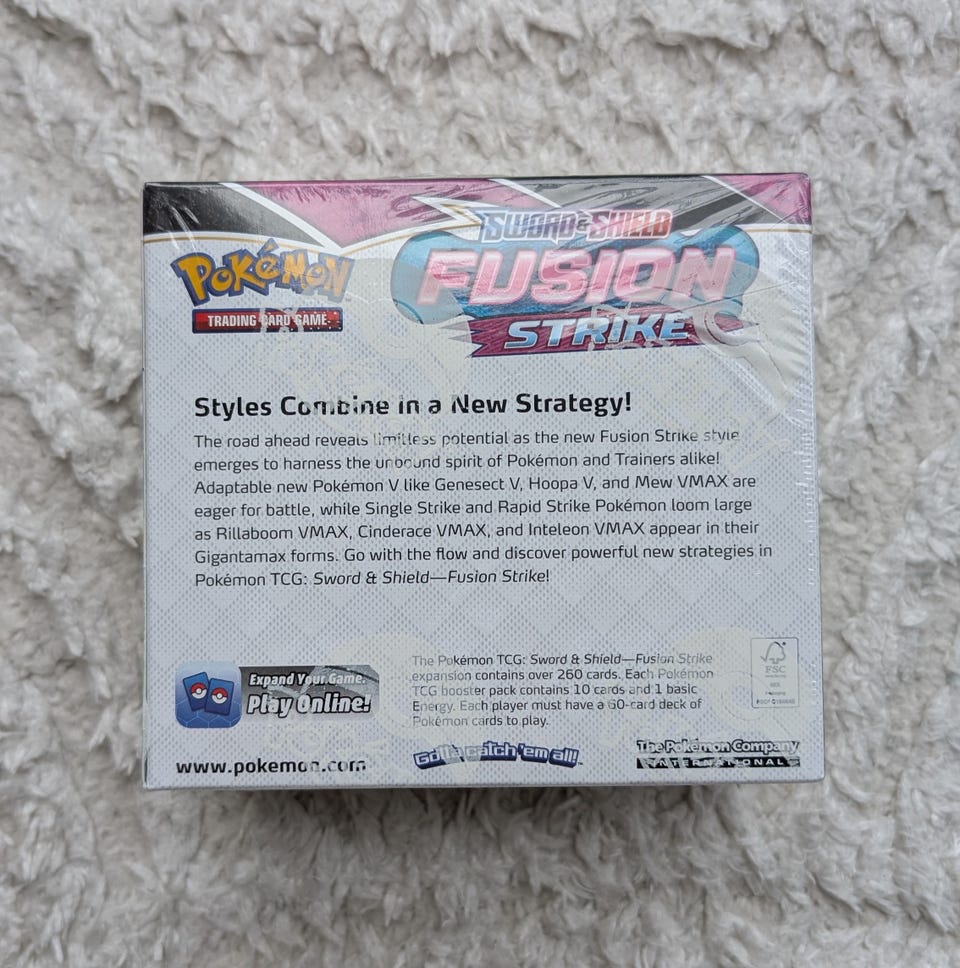 SWORD & SHIELD
Pokémon
FUSION
TRADING CARD GAME
STRIKE
Styles Combine in a New Strategy!
The road ahead reveals limitless potential as the new Fusion Strike style
emerges to harness the unbound spirit of Pokémon and Trainers alike!
Adaptable new Pokémon V like Genesect V, Hoopa V, and Mew VMAX are
eager for battle, while Single Strike and Rapid Strike Pokémon loom large
as Rillaboom VMAX, Cinderace VMAX, and Inteleon VMAX appear in their
Gigantamax forms. Go with the flow and discover powerful new strategies in
Pokémon TCG: Sword & Shield—Fusion Strike!
Expand Your Game.
Play Online!
The Pokémon TCG: Sword & Shield—Fusion Strike
expansion contains over 260 cards. Each Pokémon
TCG booster pack contains 10 cards and 1 basic
Energy. Each player must have a 60-card deck of
Pokémon cards to play.
FSC
MIX
www.pokemon.com
Gotta catch 'em all!
The Pokémon Company
INTERNATIONAL